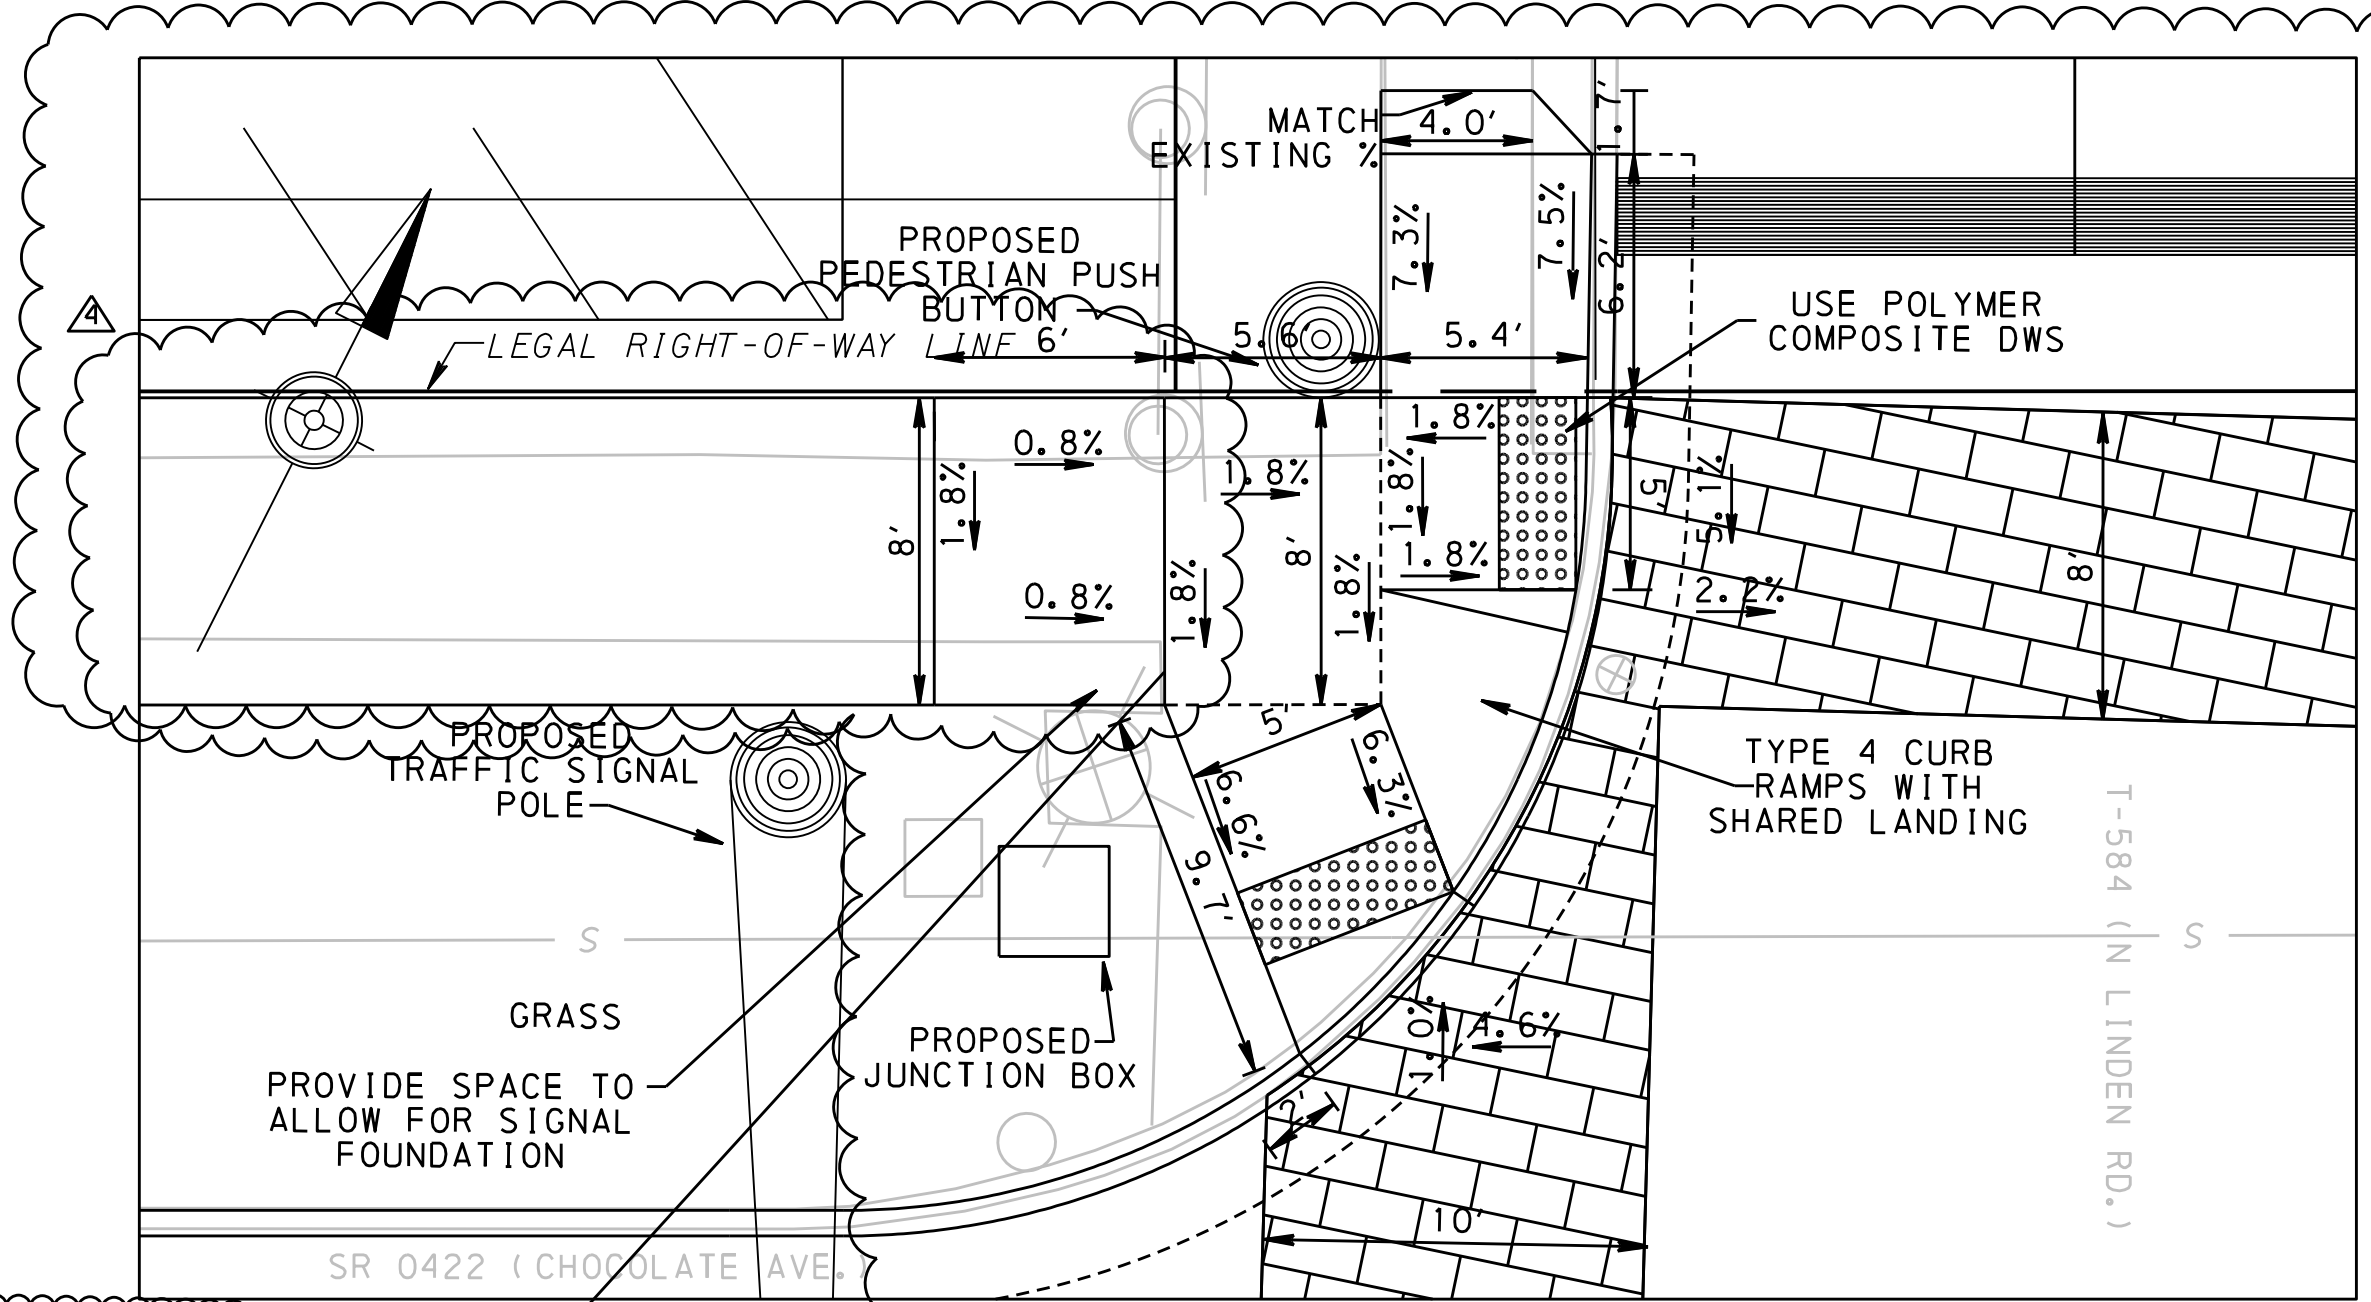 MATCH
EXISTING %
4.0'
1.7'
7.3%
7.5%
6.2'
PROPOSED
PEDESTRIAN PUSH
BUTTON
4
LEGAL RIGHT-OF-WAY LINE
6'
5.6'
5.4'
USE POLYMER
COMPOSITE DWS
0.8%
1.8%
8'
1.8%
1.8%
1.8%
5'
5.1%
8'
1.8%
8'
0.8%
1.8%
1.8%
2.2%
8'
PROPOSED
TRAFFIC SIGNAL
POLE
5'
6.6%
6.3%
9.7'
TYPE 4 CURB
RAMPS WITH
SHARED LANDING
T-584 (N LINDEN RD.)
S
S
GRASS
PROPOSED
JUNCTION BOX
1.0%
4.6%
PROVIDE SPACE TO
ALLOW FOR SIGNAL
FOUNDATION
2'
10'
SR 0422 (CHOCOLATE AVE.)